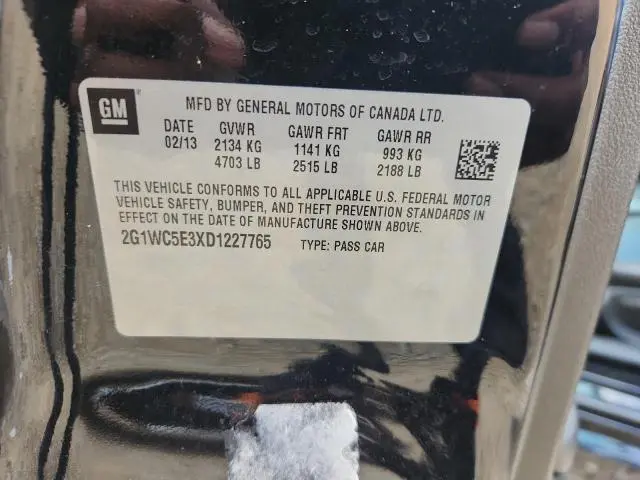 GM
MFD BY GENERAL MOTORS OF CANADA LTD.
DATE GVWR GAWR FRT GAWR RR
02/13 2134 KG 1141 KG 993 KG
4703 LB 2515 LB 2188 LB
THIS VEHICLE CONFORMS TO ALL APPLICABLE U.S. FEDERAL MOTOR
VEHICLE SAFETY, BUMPER, AND THEFT PREVENTION STANDARDS IN
EFFECT ON THE DATE OF MANUFACTURE SHOWN ABOVE.
2G1WC5E3XD1227765 TYPE: PASS CAR